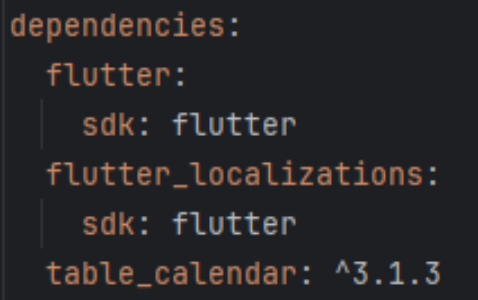 dependencies:
  flutter:
    sdk: flutter
  flutter_localizations:
    sdk: flutter
  table_calendar: ^3.1.3